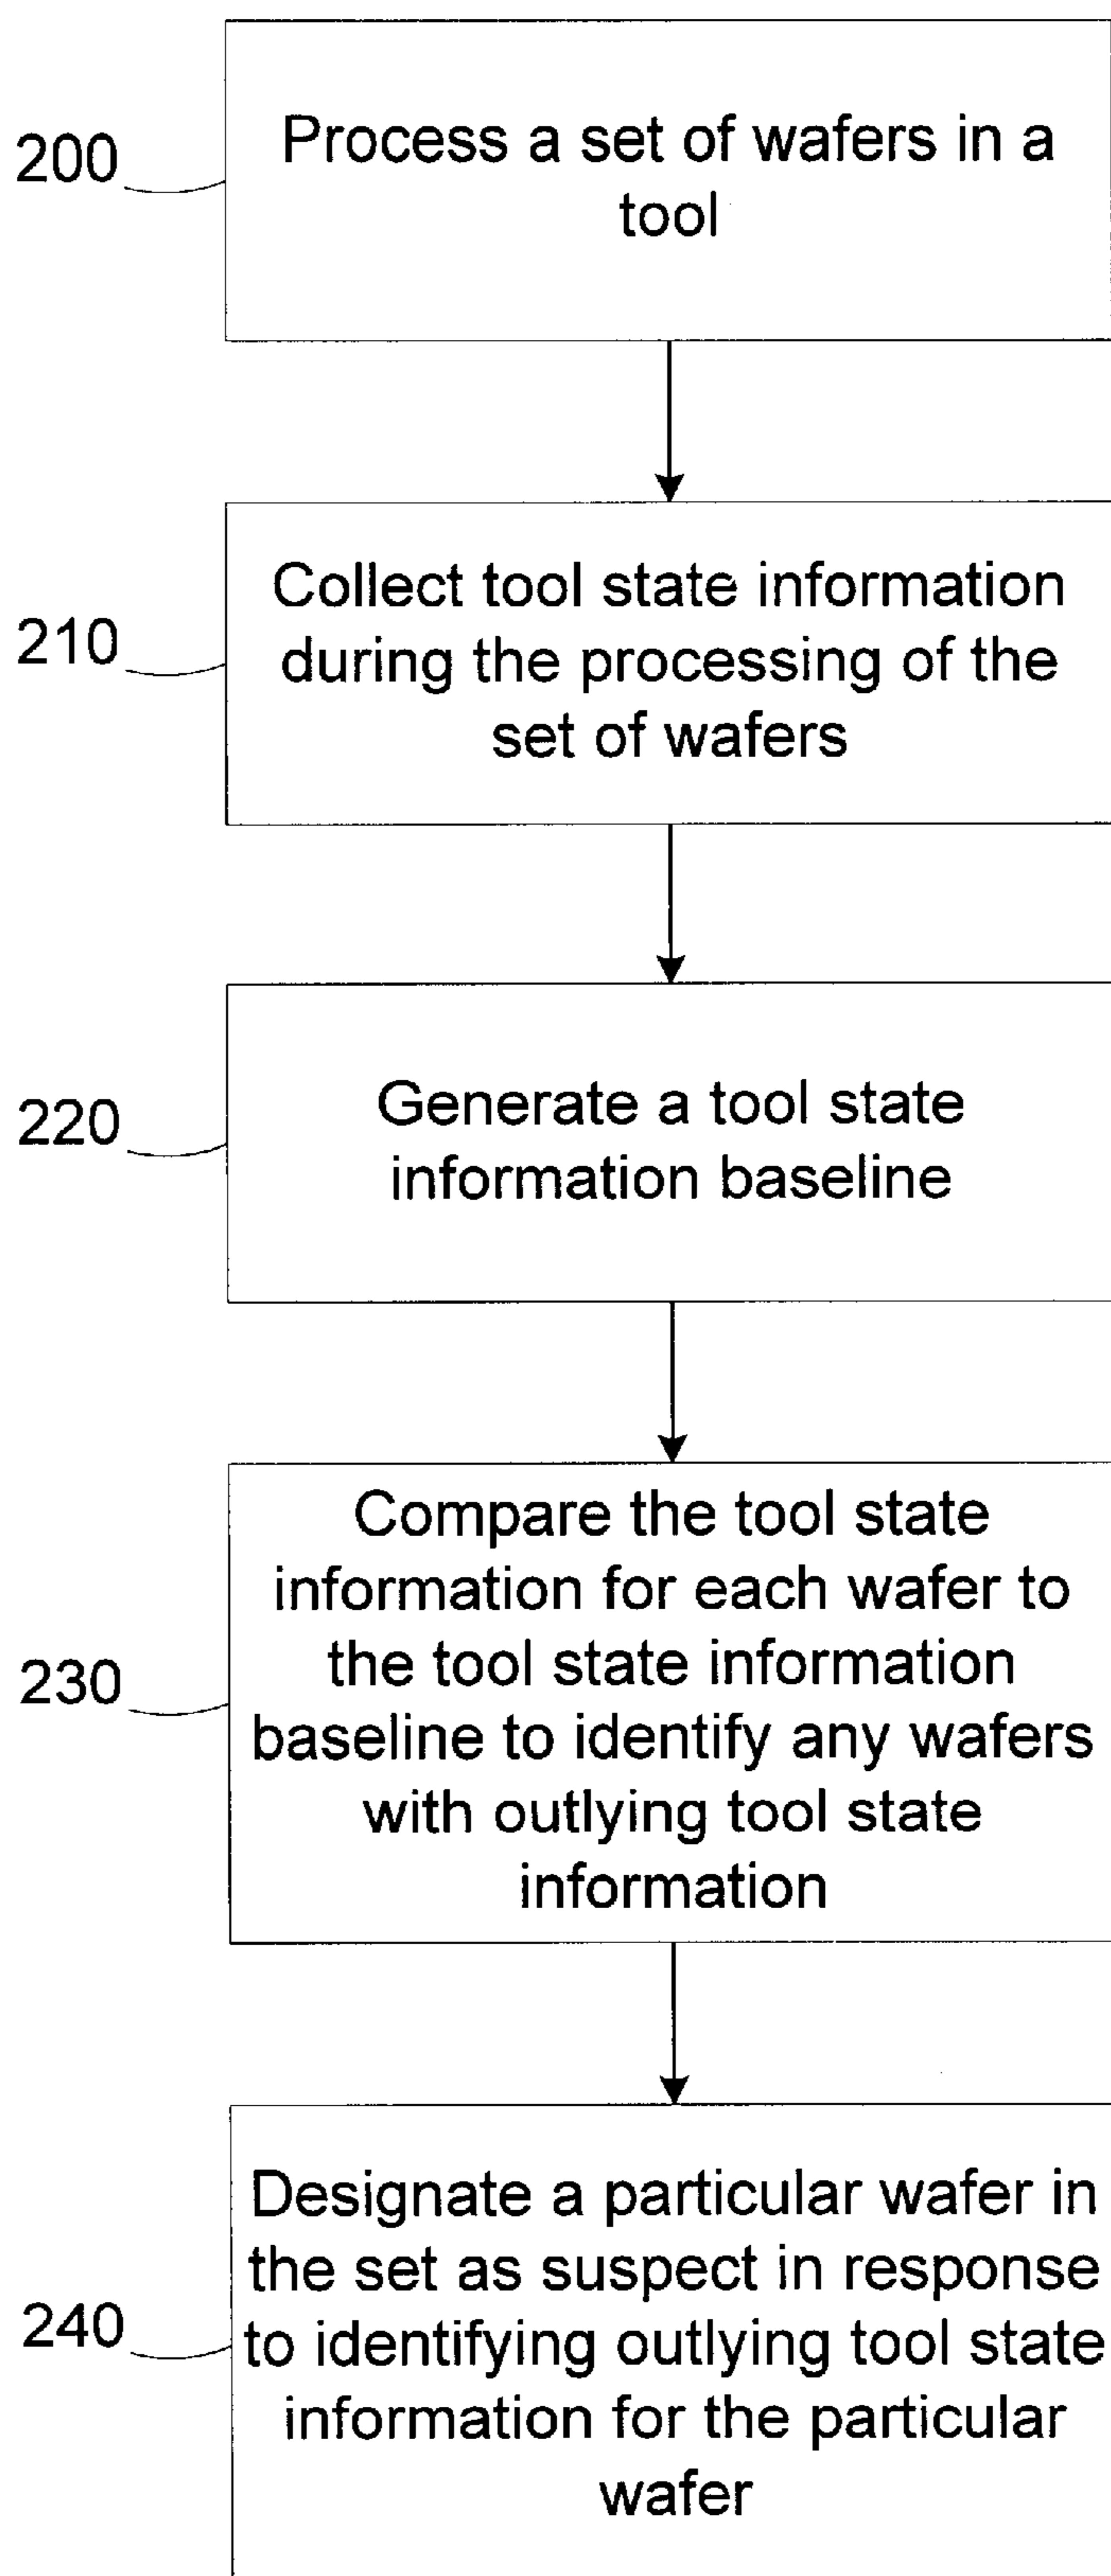 200
Process a set of wafers in a
tool
210
Collect tool state information
during the processing of the
set of wafers
220
Generate a tool state
information baseline
230
Compare the tool state
information for each wafer to
the tool state information
baseline to identify any wafers
with outlying tool state
information
240
Designate a particular wafer in
the set as suspect in response
to identifying outlying tool state
information for the particular
wafer